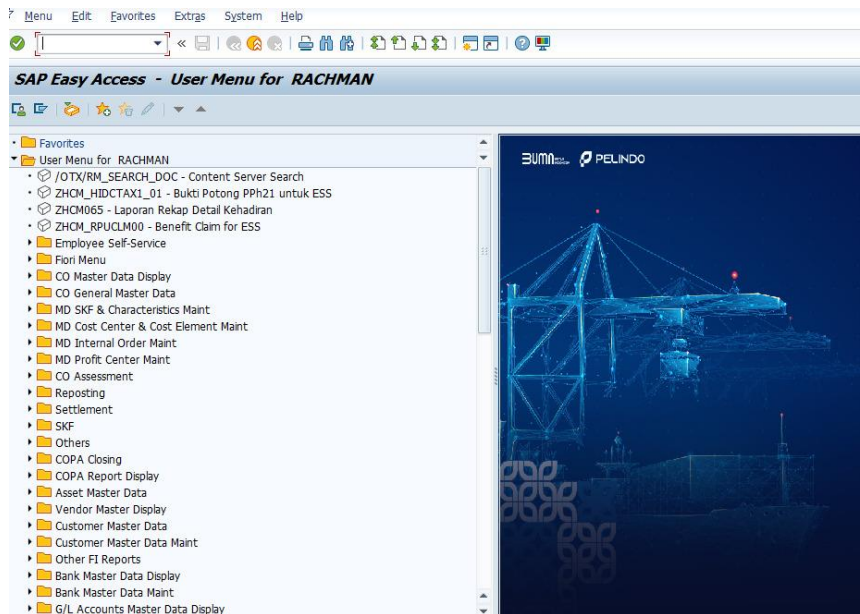 Menu Edit Favorites Extras System Help
SAP Easy Access - User Menu for RACHMAN
Favorites
User Menu for RACHMAN
/OTX/RM_SEARCH_DOC - Content Server Search
ZHCM_HIDCTAX1_01 - Bukti Potong PPh21 untuk ESS
ZHCM065 - Laporan Rekap Detail Kehadiran
ZHCM_RPUCLM00 - Benefit Claim for ESS
Employee Self-Service
Fiori Menu
CO Master Data Display
CO General Master Data
MD SKF & Characteristics Maint
MD Cost Center & Cost Element Maint
MD Internal Order Maint
MD Profit Center Maint
CO Assessment
Reposting
Settlement
SKF
Others
COPA Closing
COPA Report Display
Asset Master Data
Vendor Master Display
Customer Master Data
Customer Master Data Maint
Other FI Reports
Bank Master Data Display
Bank Master Data Maint
G/L Accounts Master Data Display
BUMN
PELINDO